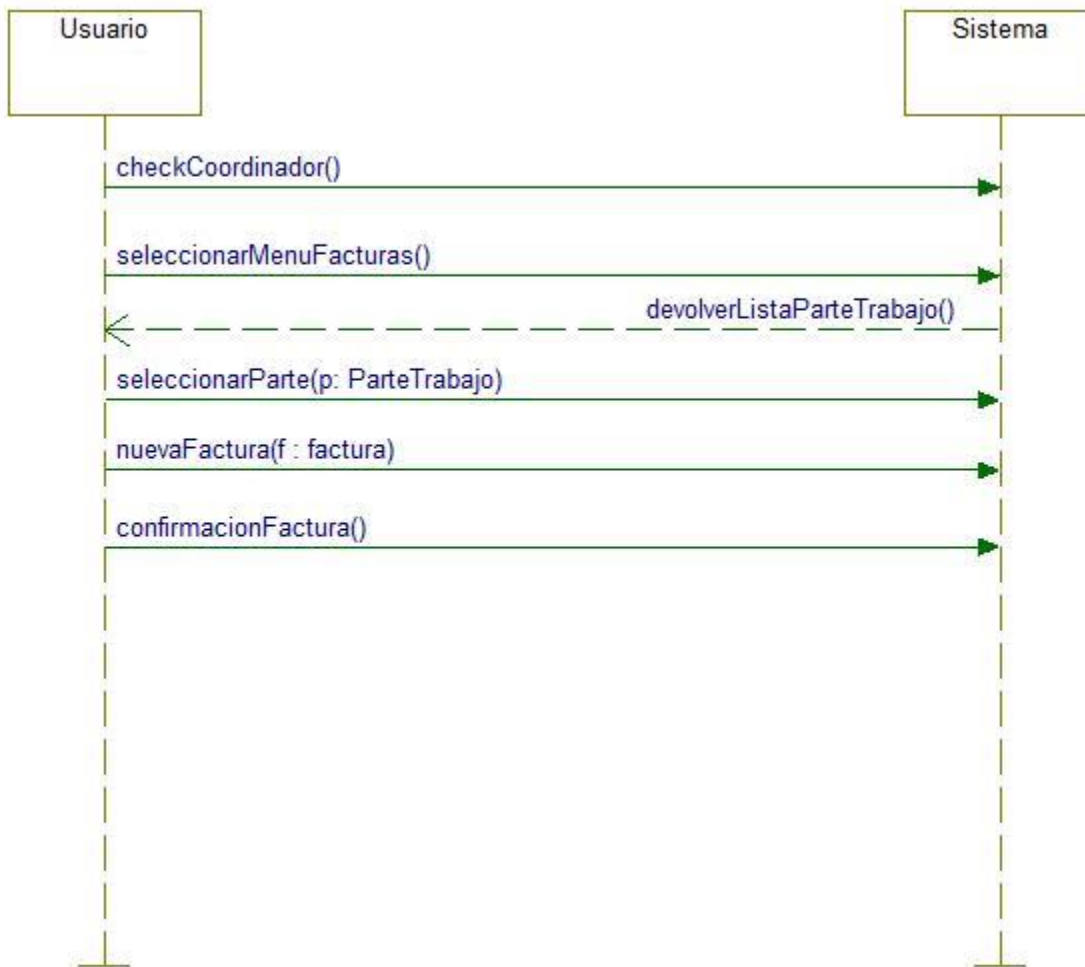 Usuario
Sistema
checkCoordinador()
seleccionarMenuFacturas()
devolverListaParteTrabajo()
seleccionarParte(p: ParteTrabajo)
nuevaFactura(f : factura)
confirmacionFactura()